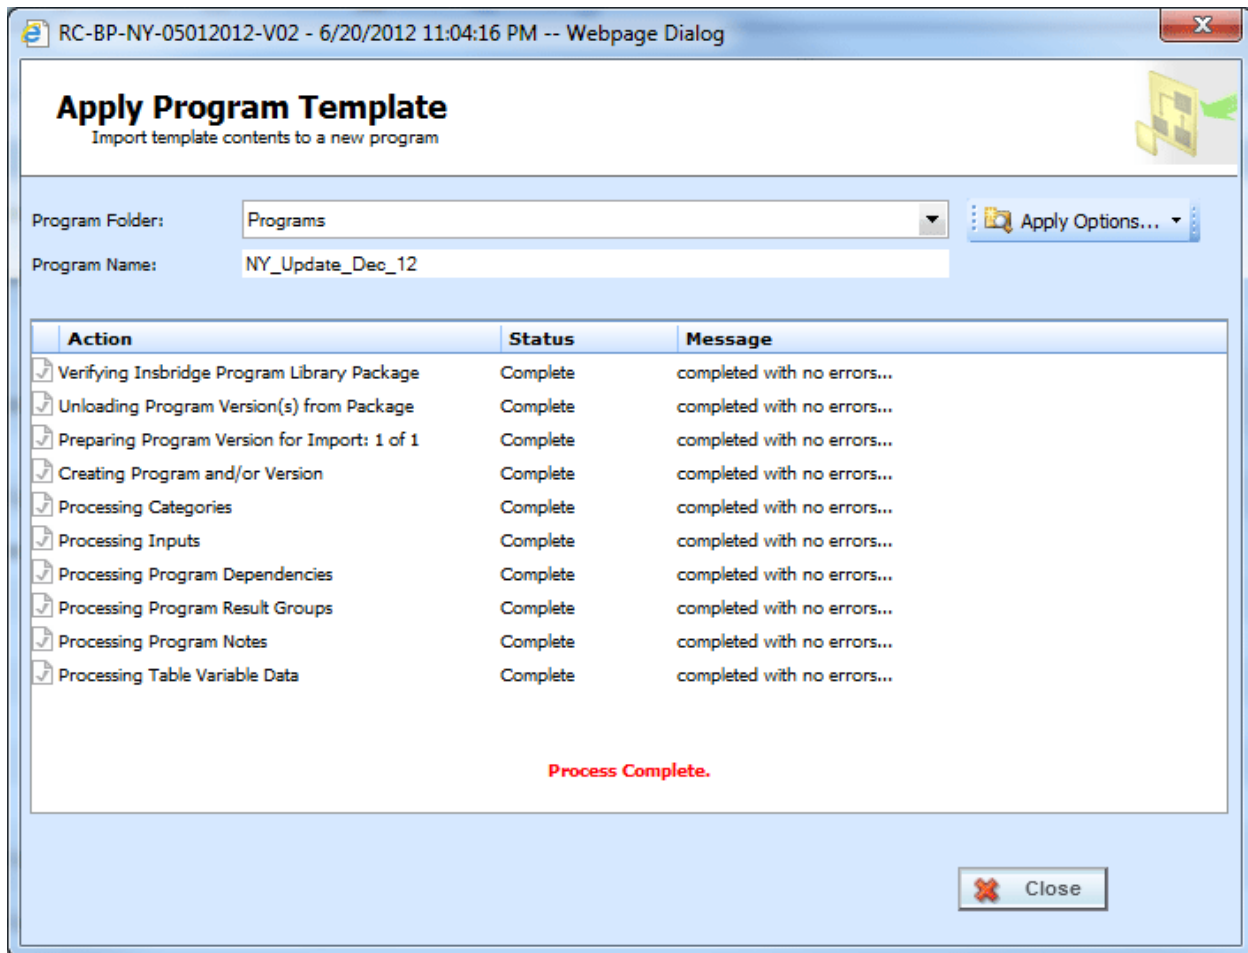 RC-BP-NY-05012012-V02 - 6/20/2012 11:04:16 PM -- Webpage Dialog
Apply Program Template
Import template contents to a new program
Program Folder: Programs Apply Options...
Program Name: NY_Update_Dec_12
Action Status Message
Verifying Insbridge Program Library Package Complete completed with no errors...
Unloading Program Version(s) from Package Complete completed with no errors...
Preparing Program Version for Import: 1 of 1 Complete completed with no errors...
Creating Program and/or Version Complete completed with no errors...
Processing Categories Complete completed with no errors...
Processing Inputs Complete completed with no errors...
Processing Program Dependencies Complete completed with no errors...
Processing Program Result Groups Complete completed with no errors...
Processing Program Notes Complete completed with no errors...
Processing Table Variable Data Complete completed with no errors...
Process Complete.
Close